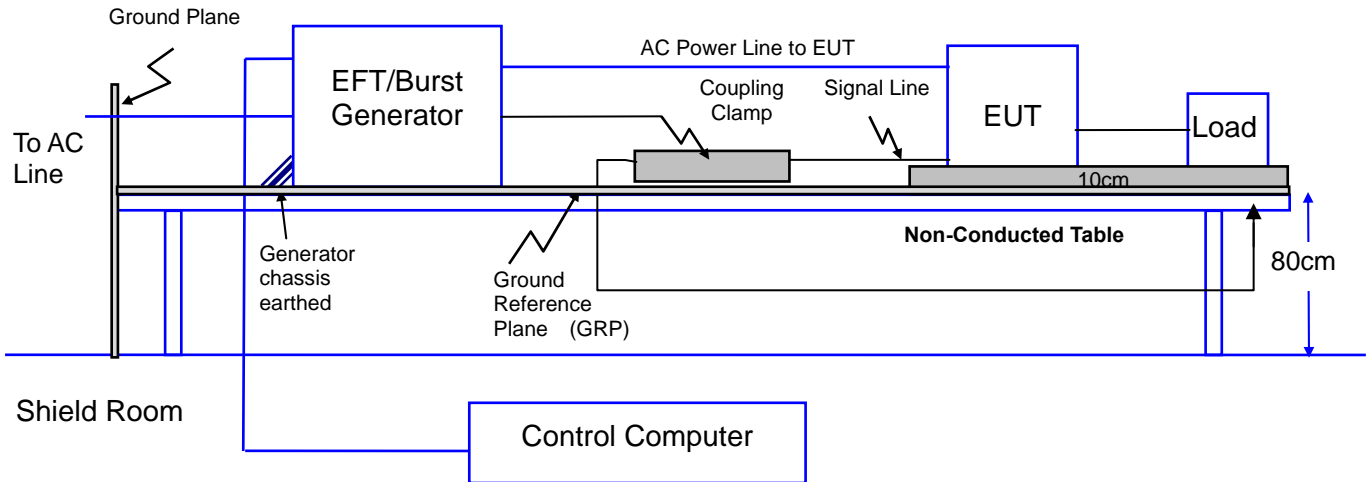 Ground Plane
EFT/Burst
Generator
AC Power Line to EUT
Coupling
Clamp
Signal Line
EUT
Load
To AC
Line
10cm
Generator
chassis
earthed
Ground
Reference
Plane (GRP)
Non-Conducted Table
80cm
Shield Room
Control Computer